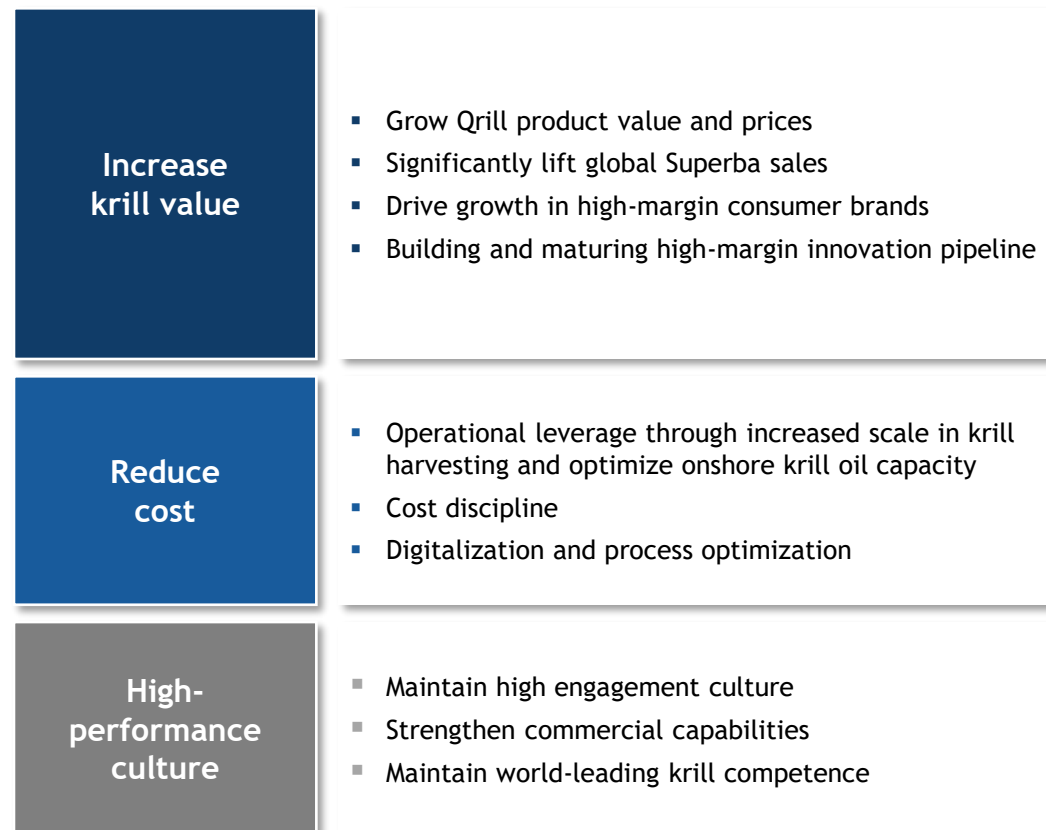 Increase
krill value
▪ Grow Qrill product value and prices
▪ Significantly lift global Superba sales
▪ Drive growth in high-margin consumer brands
▪ Building and maturing high-margin innovation pipeline
Reduce
cost
▪ Operational leverage through increased scale in krill
harvesting and optimize onshore krill oil capacity
▪ Cost discipline
▪ Digitalization and process optimization
High-
performance
culture
▪ Maintain high engagement culture
▪ Strengthen commercial capabilities
▪ Maintain world-leading krill competence